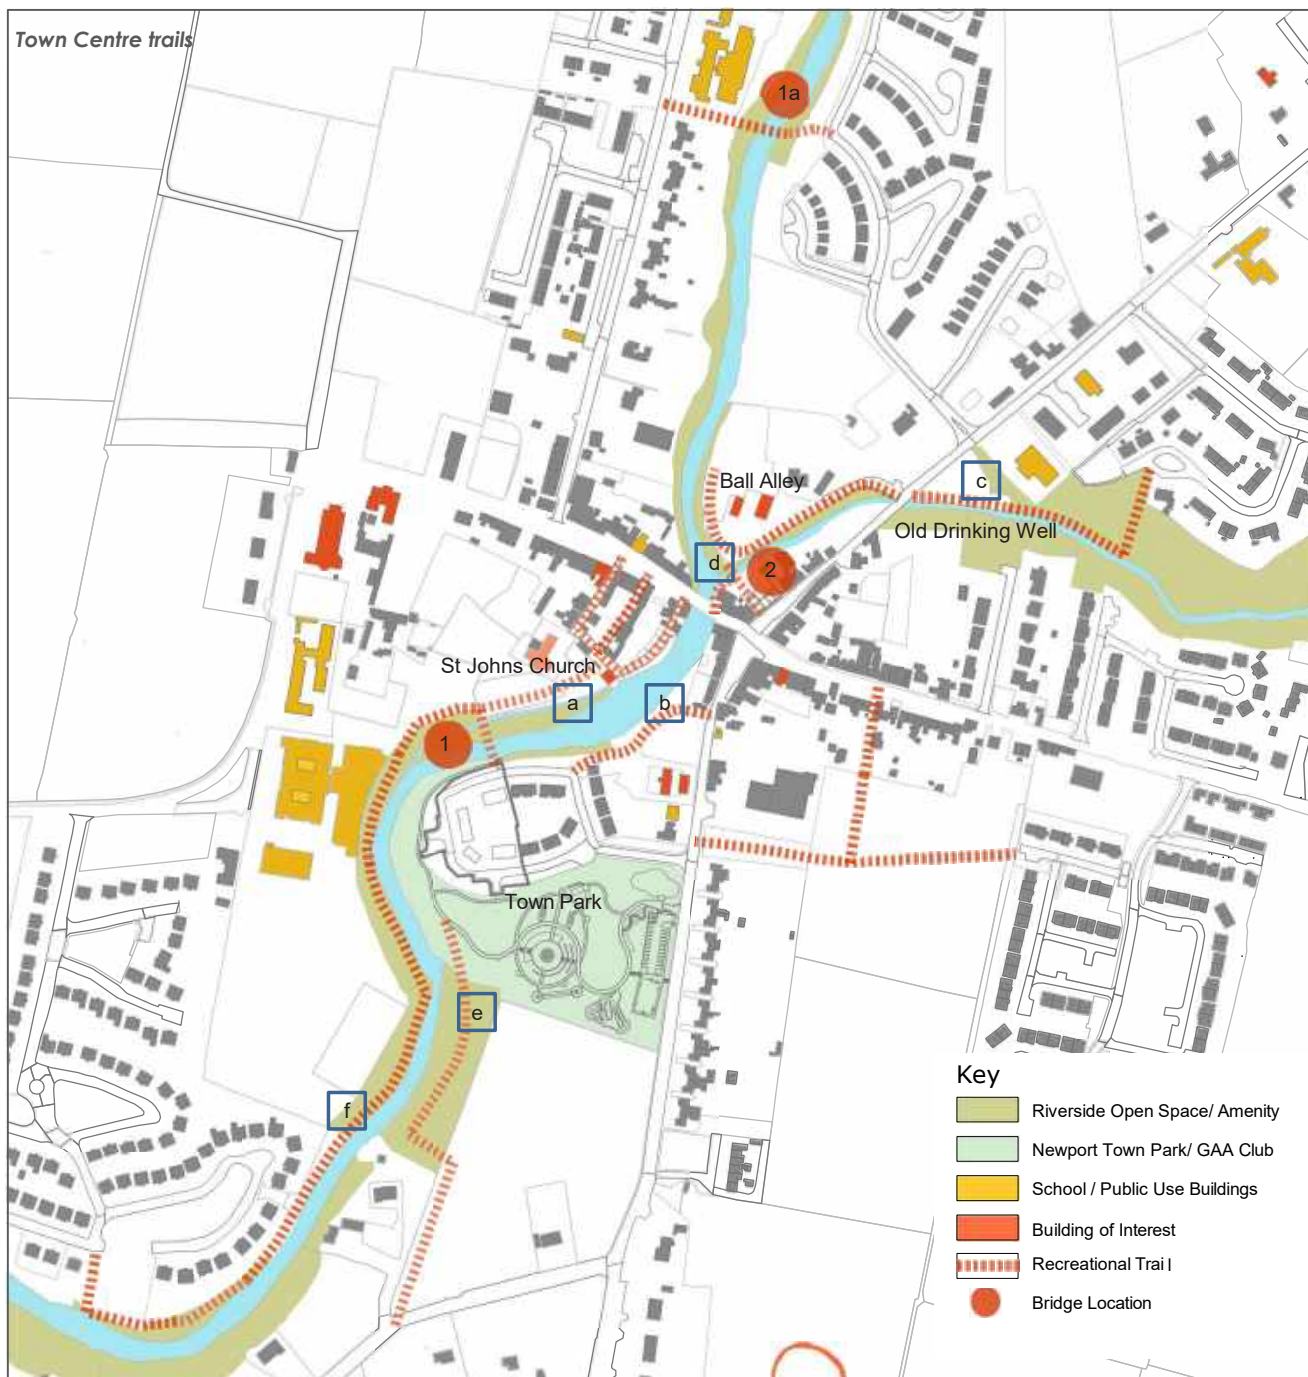 Town Centre trails
1a
Ball Alley
c
Old Drinking Well
d
2
St Johns Church
a
b
1
Town Park
e
f
Key
Riverside Open Space/ Amenity
Newport Town Park/ GAA Club
School / Public Use Buildings
Building of Interest
Recreational Trail
Bridge Location